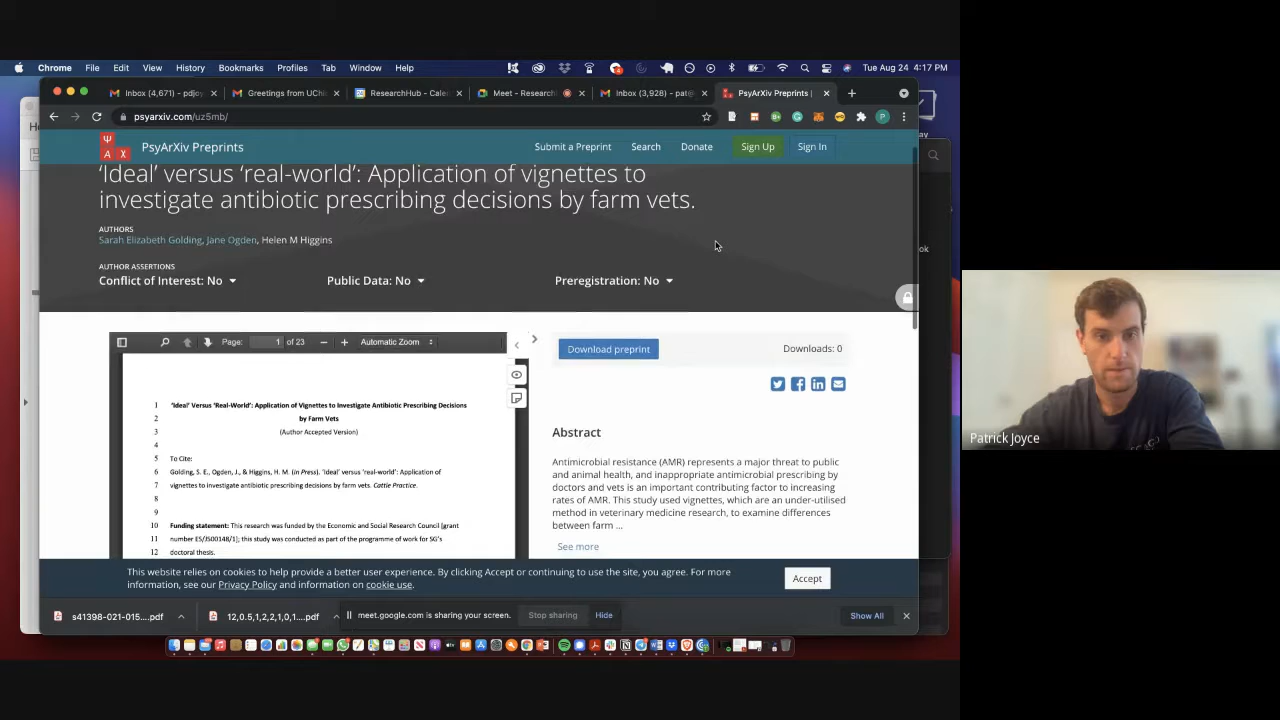 Chrome File Edit View History Bookmarks Profiles Tab Window Help Tue Aug 24 4:17 PM
Inbox (4,671) - pdjoy Greetings from UChi ResearchHub - Calen Meet - Research Inbox (3,928) - pat@ PsyArXiv Preprints |
psyarxiv.com/uz5mb/
PsyArXiv Preprints Submit a Preprint Search Donate Sign Up Sign In
'Ideal' versus 'real-world': Application of vignettes to
investigate antibiotic prescribing decisions by farm vets.
AUTHORS
Sarah Elizabeth Golding, Jane Ogden, Helen M Higgins
AUTHOR ASSERTIONS
Conflict of Interest: No Public Data: No Preregistration: No
Page: 1 of 23 Automatic Zoom
Download preprint Downloads: 0
1 'Ideal' Versus 'Real-World': Application of Vignettes to Investigate Antibiotic Prescribing Decisions
2 by Farm Vets
3 (Author Accepted Version)
4
5 To Cite:
6 Golding, S. E., Ogden, J., & Higgins, H. M. (In Press). 'Ideal' versus 'real-world': Application of
7 vignettes to investigate antibiotic prescribing decisions by farm vets. Cattle Practice.
8
9
10 Funding statement: This research was funded by the Economic and Social Research Council (grant
11 number ES/JS00148/1); this study was conducted as part of the programme of work for SG's
12 doctoral thesis.
Abstract
Antimicrobial resistance (AMR) represents a major threat to public
and animal health, and inappropriate antimicrobial prescribing by
doctors and vets is an important contributing factor to increasing
rates of AMR. This study used vignettes, which are an under-utilised
method in veterinary medicine research, to examine differences
between farm ...
See more
This website relies on cookies to help provide a better user experience. By clicking Accept or continuing to use the site, you agree. For more
information, see our Privacy Policy and information on cookie use.
Accept
s41398-021-015....pdf 12,0.5,1,2,2,1,0,1....pdf meet.google.com is sharing your screen. Stop sharing Hide Show All
Patrick Joyce